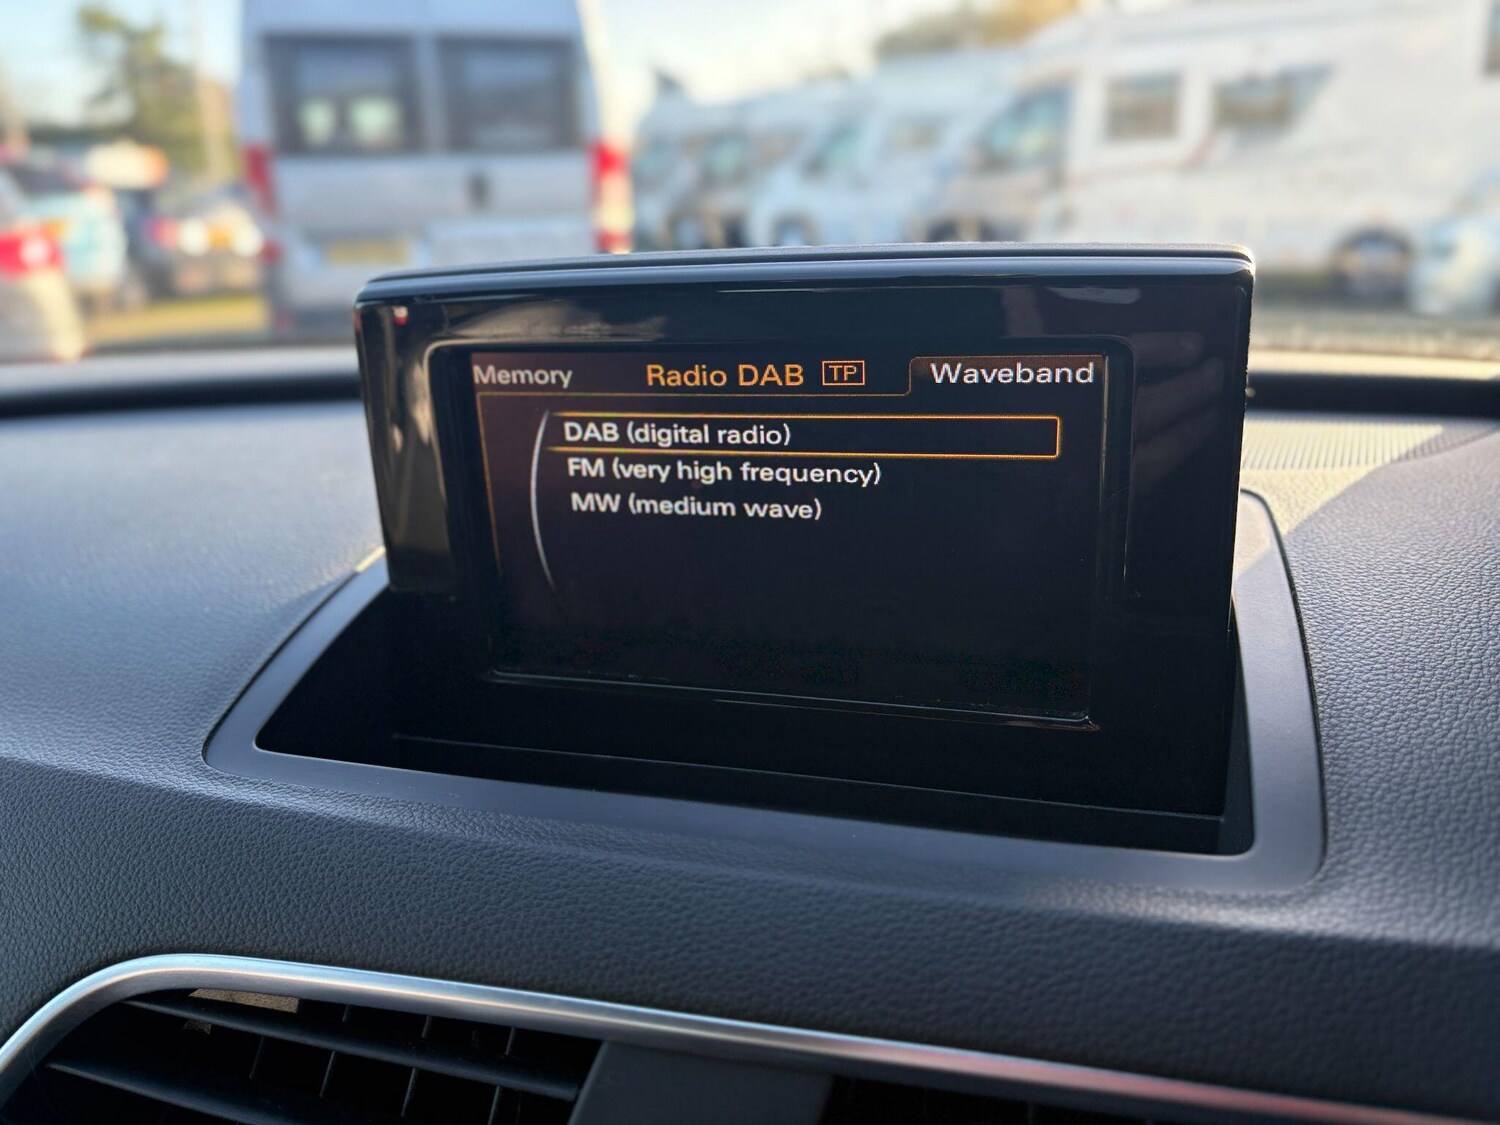 Memory Radio DAB TP Waveband
DAB (digital radio)
FM (very high frequency)
MW (medium wave)